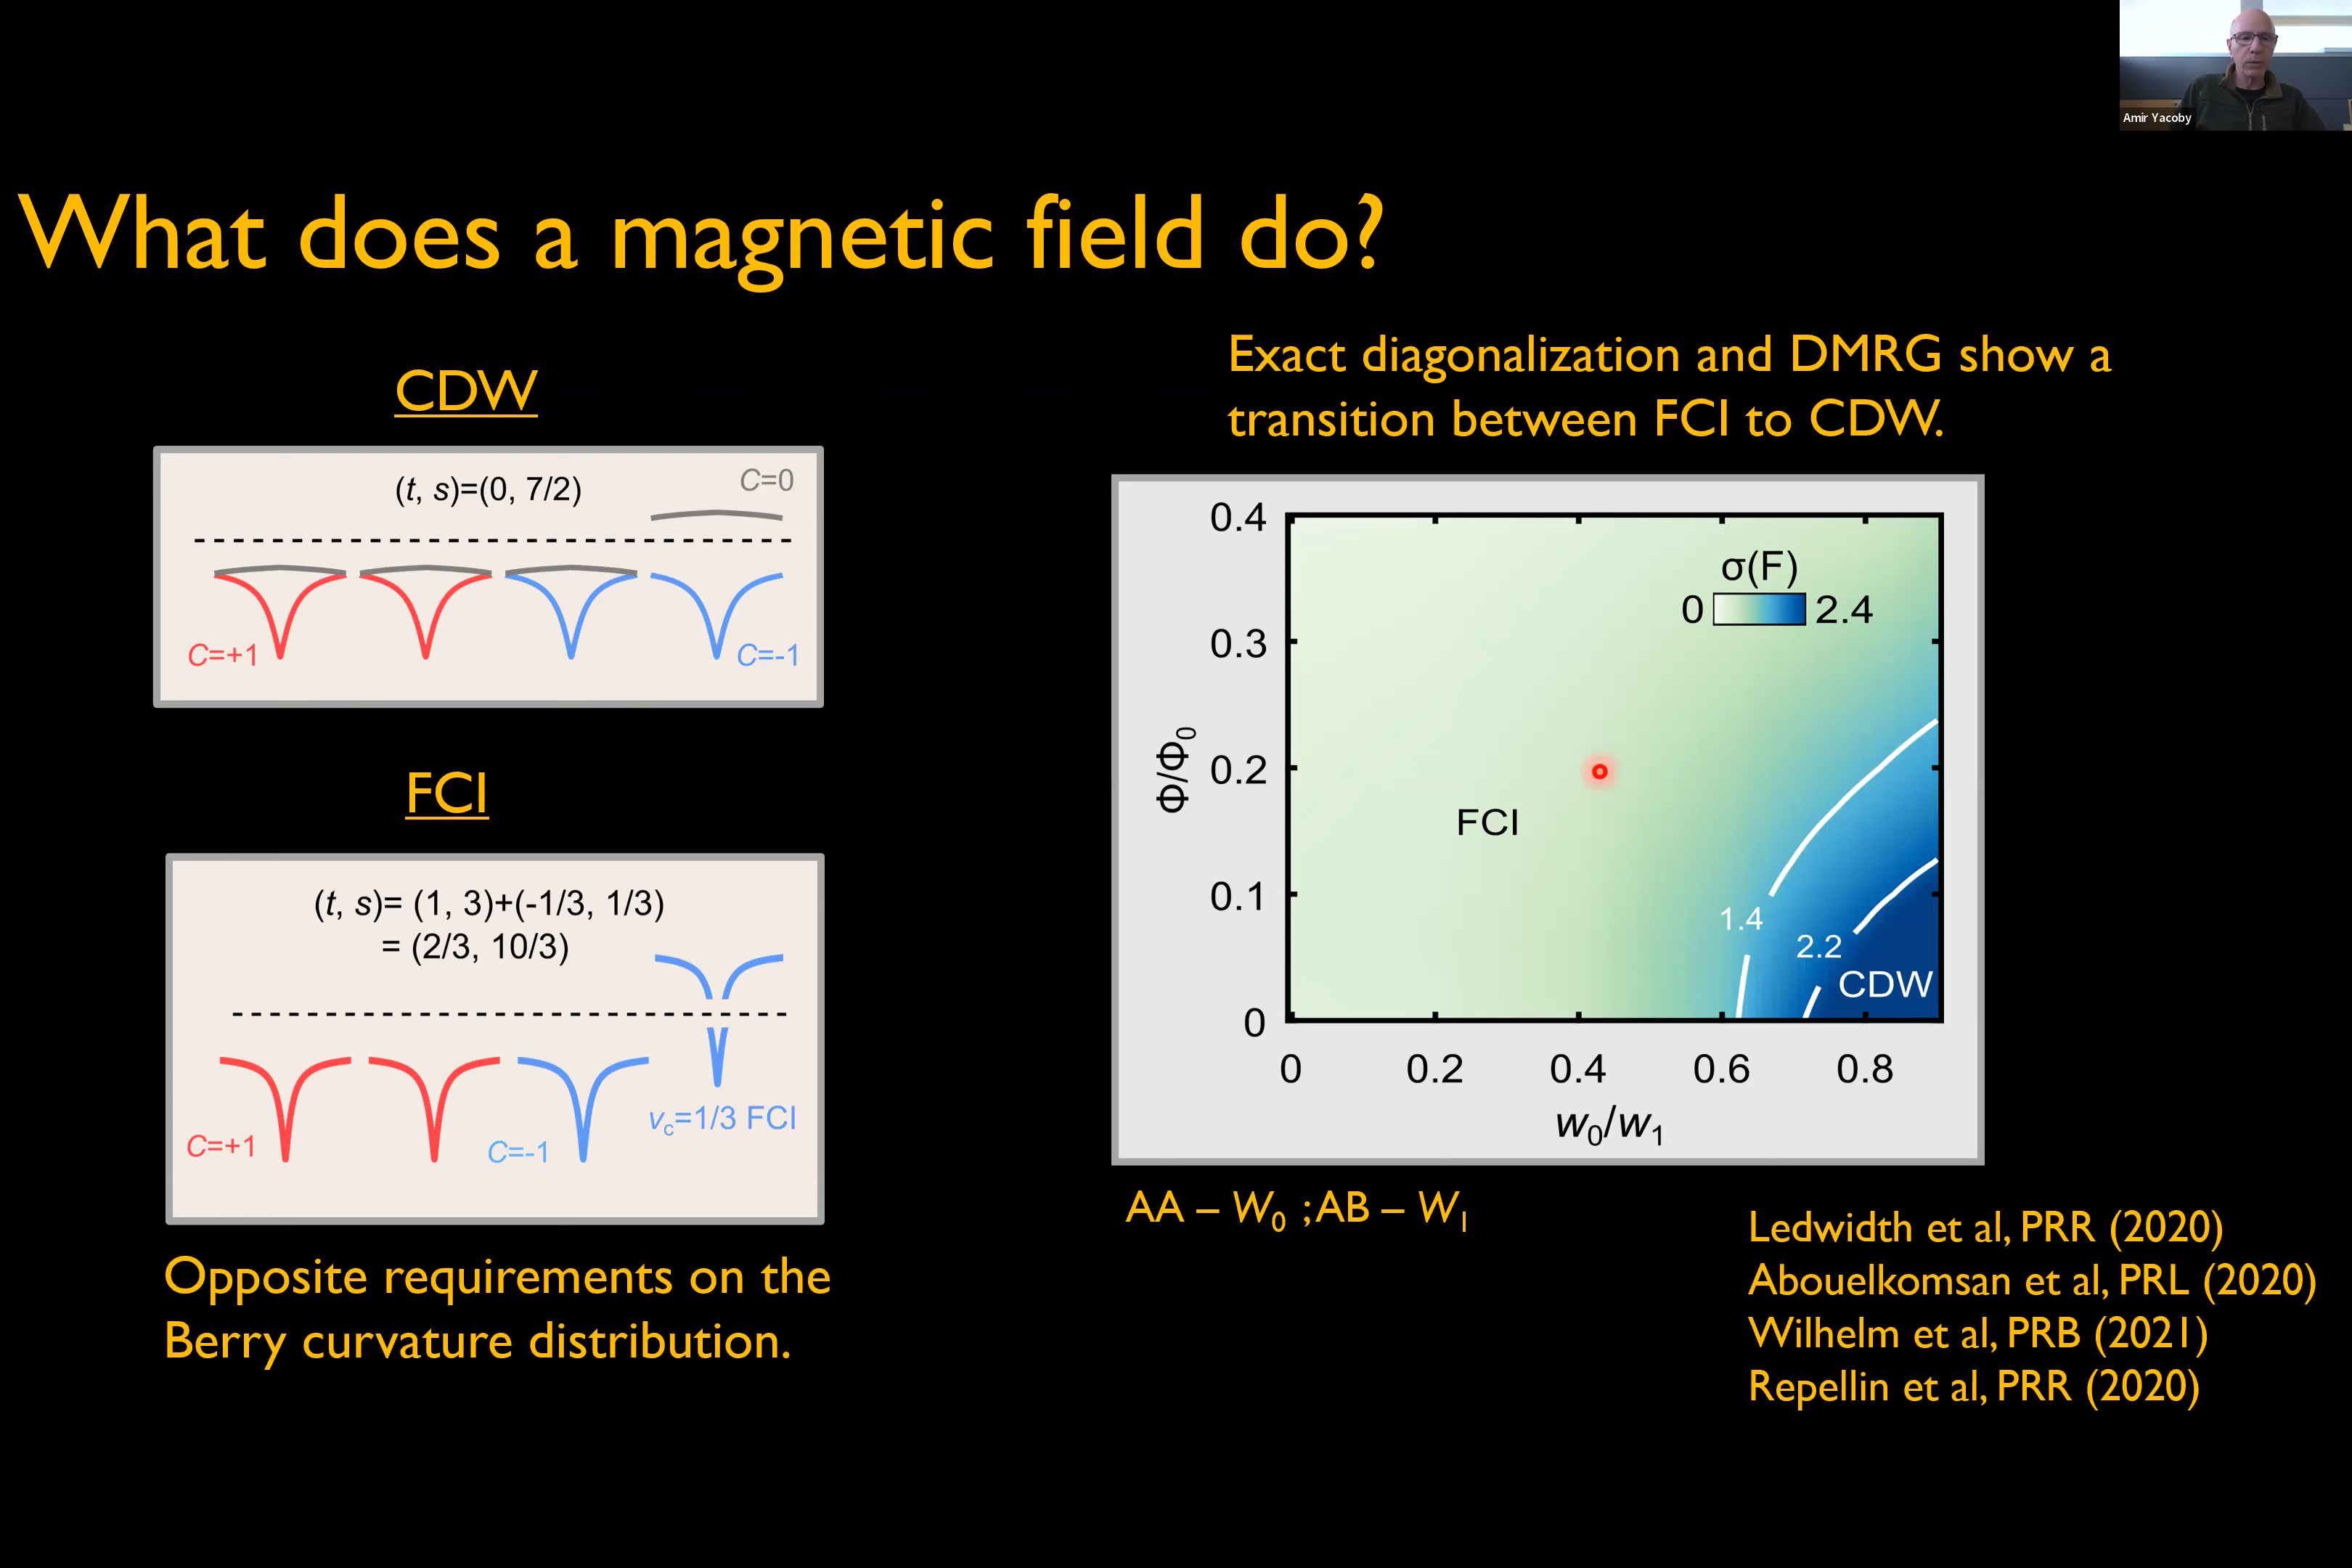 Amir Yacoby
What does a magnetic field do?
CDW
(t, s)=(0, 7/2)
C=0
C=+1
C=-1
FCI
(t, s)= (1, 3)+(-1/3, 1/3)
= (2/3, 10/3)
C=+1
C=-1
νc=1/3 FCI
Opposite requirements on the
Berry curvature distribution.
Exact diagonalization and DMRG show a
transition between FCI to CDW.
0.4
0.3
0.2
0.1
0
Φ/Φ0
σ(F)
0 2.4
FCI
1.4
2.2
CDW
0 0.2 0.4 0.6 0.8
w0/w1
AA – W0 ; AB – W1
Ledwidth et al, PRR (2020)
Abouelkomsan et al, PRL (2020)
Wilhelm et al, PRB (2021)
Repellin et al, PRR (2020)